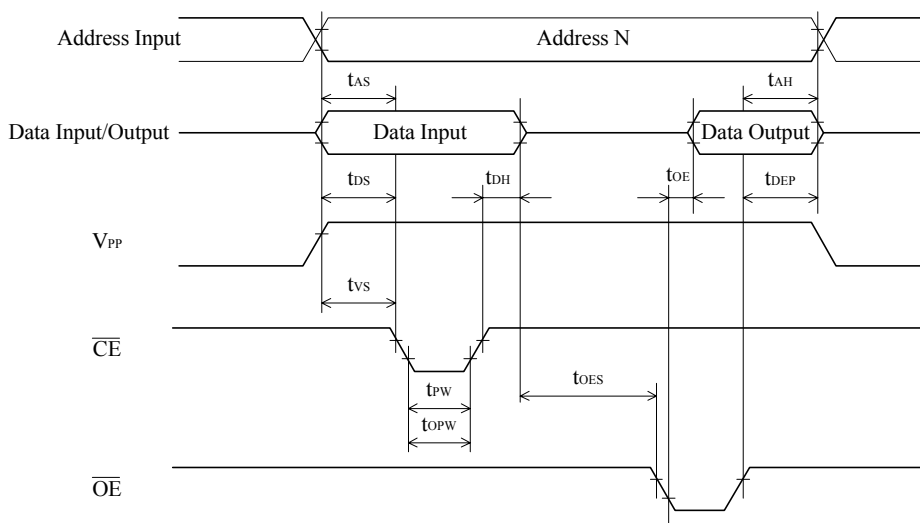 Address Input
Address N
tAS
tAH
Data Input/Output
Data Input
Data Output
tDS
tDH
tOE
tDEP
VPP
tVS
CE
tPW
tOES
tOPW
OE